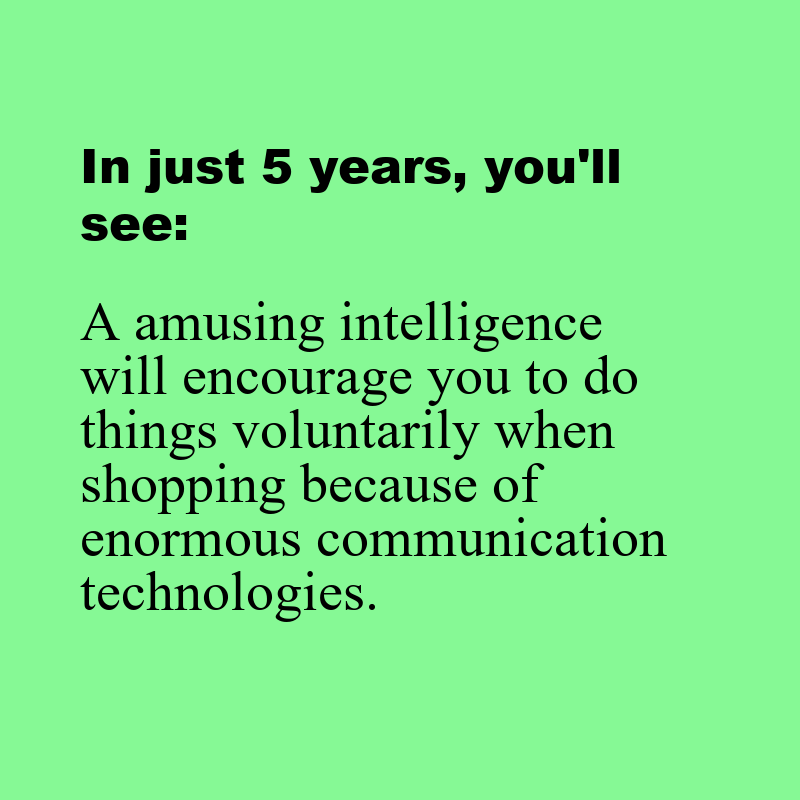 In just 5 years, you'll
see:
A amusing intelligence
will encourage you to do
things voluntarily when
shopping because of
enormous communication
technologies.